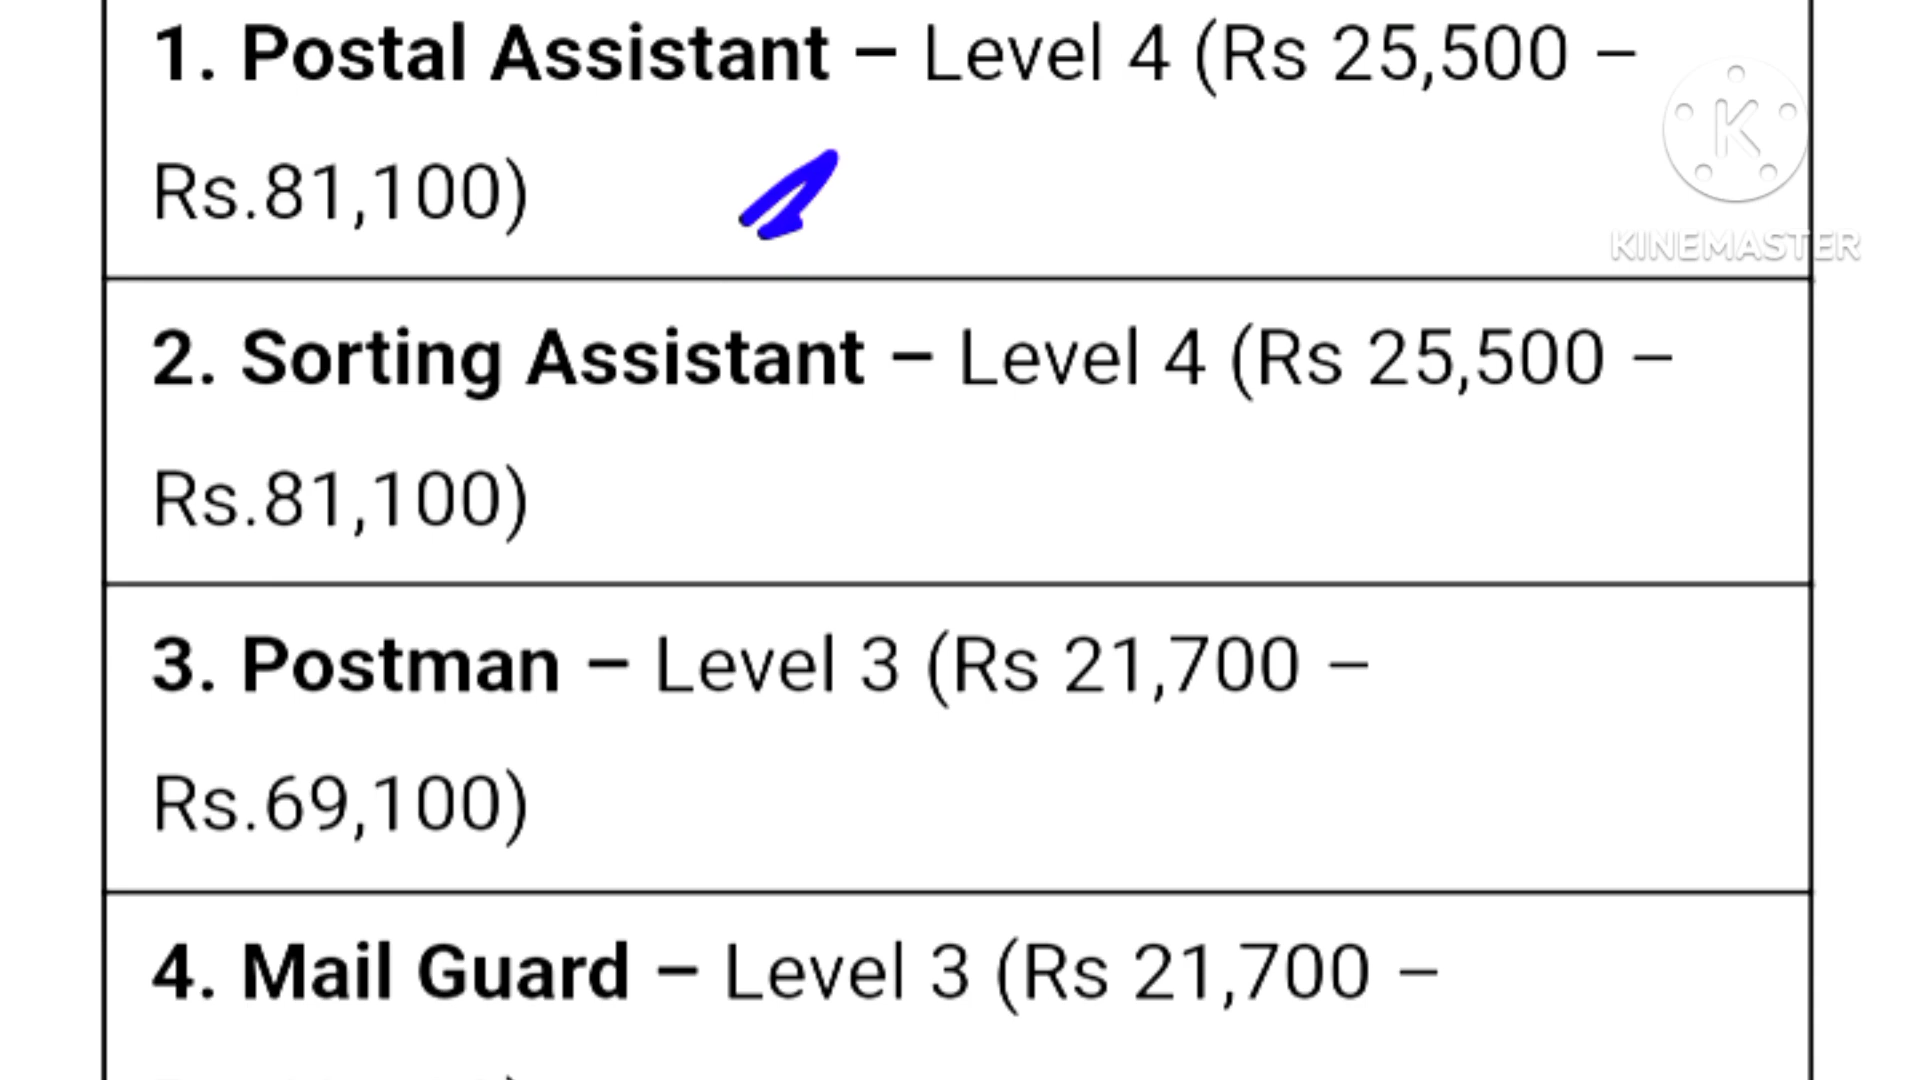 1. Postal Assistant – Level 4 (Rs 25,500 –
Rs.81,100)
K
KINEMASTER
2. Sorting Assistant – Level 4 (Rs 25,500 –
Rs.81,100)
3. Postman – Level 3 (Rs 21,700 –
Rs.69,100)
4. Mail Guard – Level 3 (Rs 21,700 –